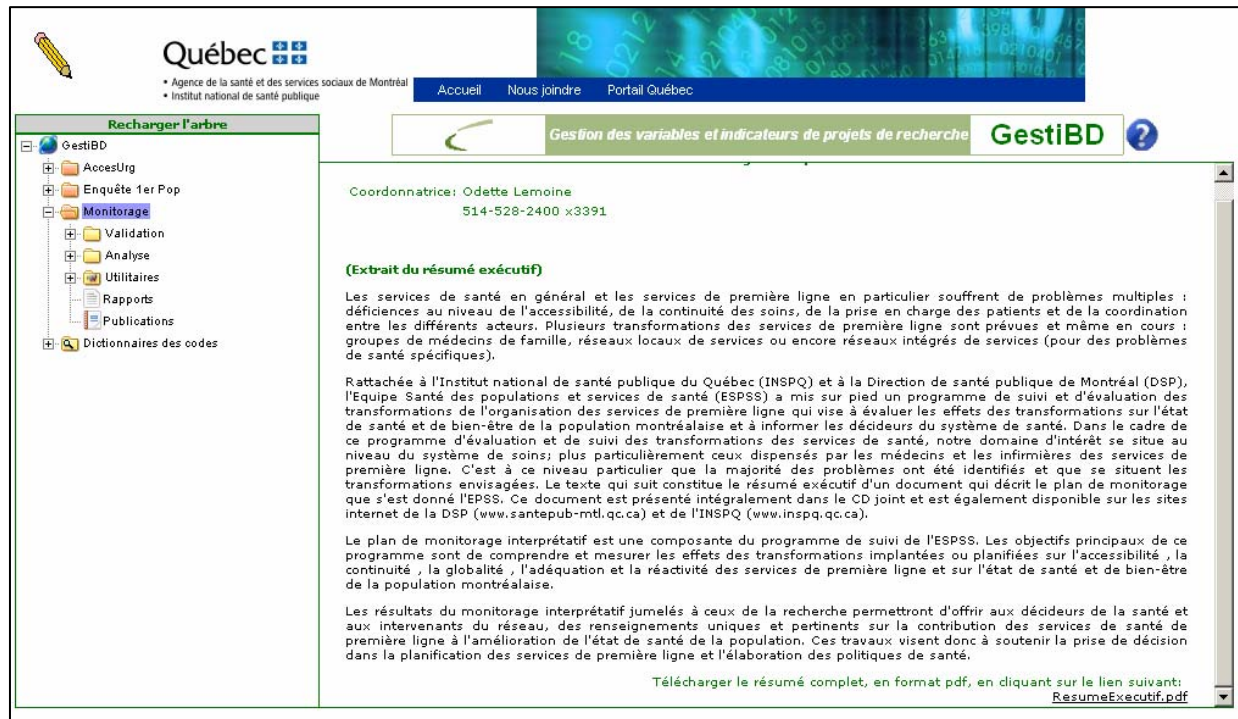 Québec
• Agence de la santé et des services sociaux de Montréal
• Institut national de santé publique
Accueil Nous joindre Portail Québec
Recharger l'arbre
GestiBD
AccesUrg
Enquête 1er Pop
Monitorage
Validation
Analyse
Utilitaires
Rapports
Publications
Dictionnaires des codes
Gestion des variables et indicateurs de projets de recherche GestiBD ?
Coordonnatrice: Odette Lemoine
514-528-2400 x3391
(Extrait du résumé exécutif)
Les services de santé en général et les services de première ligne en particulier souffrent de problèmes multiples :
déficiences au niveau de l'accessibilité, de la continuité des soins, de la prise en charge des patients et de la coordination
entre les différents acteurs. Plusieurs transformations des services de première ligne sont prévues et même en cours :
groupes de médecins de famille, réseaux locaux de services ou encore réseaux intégrés de services (pour des problèmes
de santé spécifiques).
Rattachée à l'Institut national de santé publique du Québec (INSPQ) et à la Direction de santé publique de Montréal (DSP),
l'Equipe Santé des populations et services de santé (ESPSS) a mis sur pied un programme de suivi et d'évaluation des
transformations de l'organisation des services de première ligne qui vise à évaluer les effets des transformations sur l'état
de santé et de bien-être de la population montréalaise et à informer les décideurs du système de santé. Dans le cadre de
ce programme d'évaluation et de suivi des transformations des services de santé, notre domaine d'intérêt se situe au
niveau du système de soins; plus particulièrement ceux dispensés par les médecins et les infirmières des services de
première ligne. C'est à ce niveau particulier que la majorité des problèmes ont été identifiés et que se situent les
transformations envisagées. Le texte qui suit constitue le résumé exécutif d'un document qui décrit le plan de monitorage
que s'est donné l'EPSS. Ce document est présenté intégralement dans le CD joint et est également disponible sur les sites
internet de la DSP (www.santepub-mtl.qc.ca) et de l'INSPQ (www.inspq.qc.ca).
Le plan de monitorage interprétatif est une composante du programme de suivi de l'ESPSS. Les objectifs principaux de ce
programme sont de comprendre et mesurer les effets des transformations implantées ou planifiées sur l'accessibilité , la
continuité , la globalité , l'adéquation et la réactivité des services de première ligne et sur l'état de santé et de bien-être
de la population montréalaise.
Les résultats du monitorage interprétatif jumelés à ceux de la recherche permettront d'offrir aux décideurs de la santé et
aux intervenants du réseau, des renseignements uniques et pertinents sur la contribution des services de santé de
première ligne à l'amélioration de l'état de santé de la population. Ces travaux visent donc à soutenir la prise de décision
dans la planification des services de première ligne et l'élaboration des politiques de santé.
Télécharger le résumé complet, en format pdf, en cliquant sur le lien suivant:
ResumeExecutif.pdf